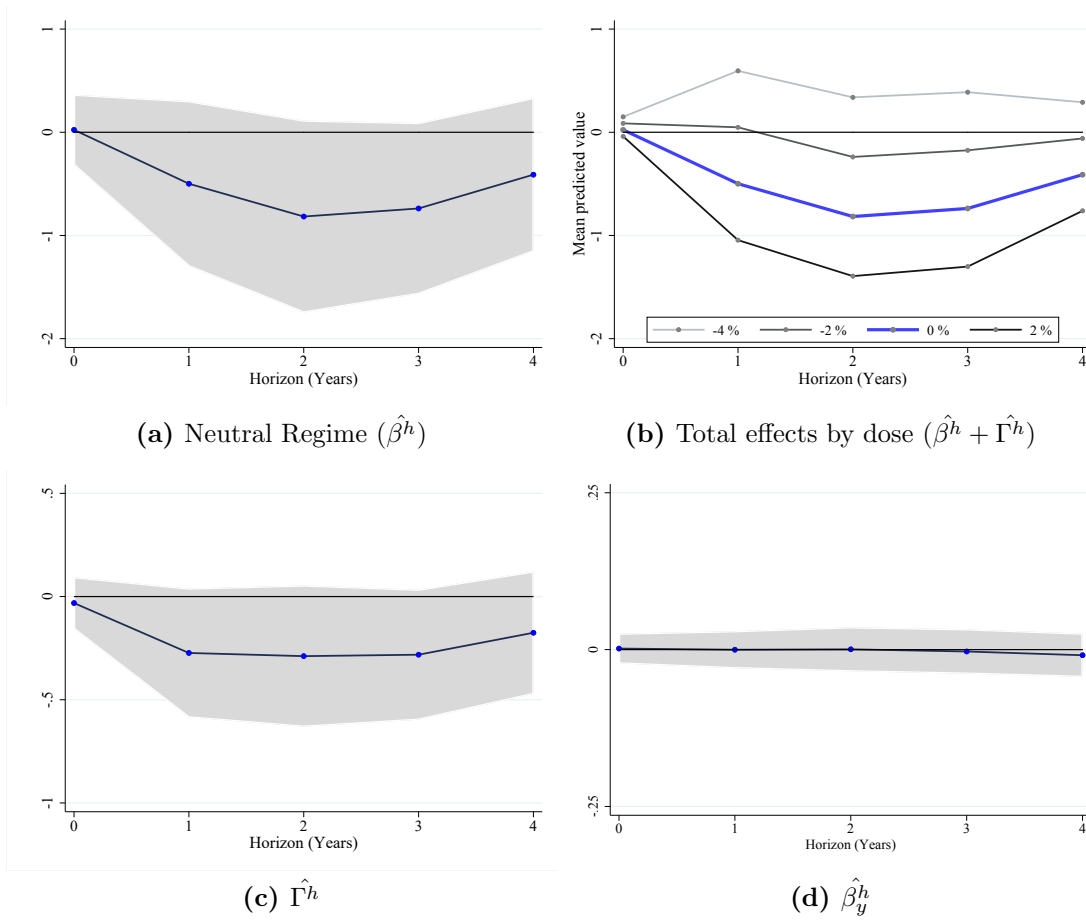 1
0
-1
-2
0 1 2 3 4
Horizon (Years)
(a) Neutral Regime (β̂^h)
Mean predicted value
1
0
-1
-2
-4 % -2 % 0 % 2 %
0 1 2 3 4
Horizon (Years)
(b) Total effects by dose (β̂^h + Γ̂^h)
.5
0
-.5
-1
0 1 2 3 4
Horizon (Years)
(c) Γ̂^h
.25
0
-.25
0 1 2 3 4
Horizon (Years)
(d) β̂_y^h